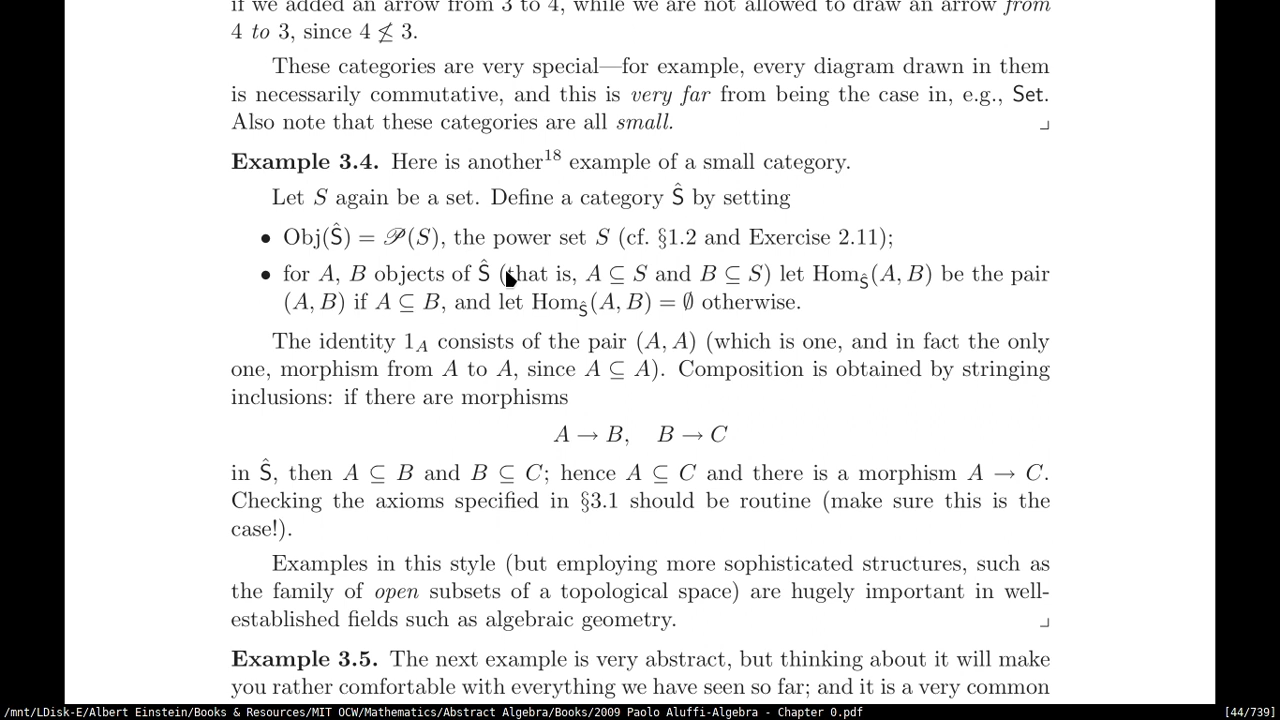 if we added an arrow from 3 to 4, while we are not allowed to draw an arrow from
4 to 3, since 4 ≰ 3.
These categories are very special—for example, every diagram drawn in them
is necessarily commutative, and this is very far from being the case in, e.g., Set.
Also note that these categories are all small. ⌟
Example 3.4. Here is another¹⁸ example of a small category.
Let S again be a set. Define a category Ŝ by setting
• Obj(Ŝ) = 𝒫(S), the power set S (cf. §1.2 and Exercise 2.11);
• for A, B objects of Ŝ (that is, A ⊆ S and B ⊆ S) let Hom_Ŝ(A, B) be the pair
(A, B) if A ⊆ B, and let Hom_Ŝ(A, B) = ∅ otherwise.
The identity 1_A consists of the pair (A, A) (which is one, and in fact the only
one, morphism from A to A, since A ⊆ A). Composition is obtained by stringing
inclusions: if there are morphisms
A → B, B → C
in Ŝ, then A ⊆ B and B ⊆ C; hence A ⊆ C and there is a morphism A → C.
Checking the axioms specified in §3.1 should be routine (make sure this is the
case!).
Examples in this style (but employing more sophisticated structures, such as
the family of open subsets of a topological space) are hugely important in well-
established fields such as algebraic geometry. ⌟
Example 3.5. The next example is very abstract, but thinking about it will make
you rather comfortable with everything we have seen so far; and it is a very common
/mnt/LDisk-E/Albert Einstein/Books & Resources/MIT OCW/Mathematics/Abstract Algebra/Books/2009 Paolo Aluffi-Algebra - Chapter 0.pdf [44/739]